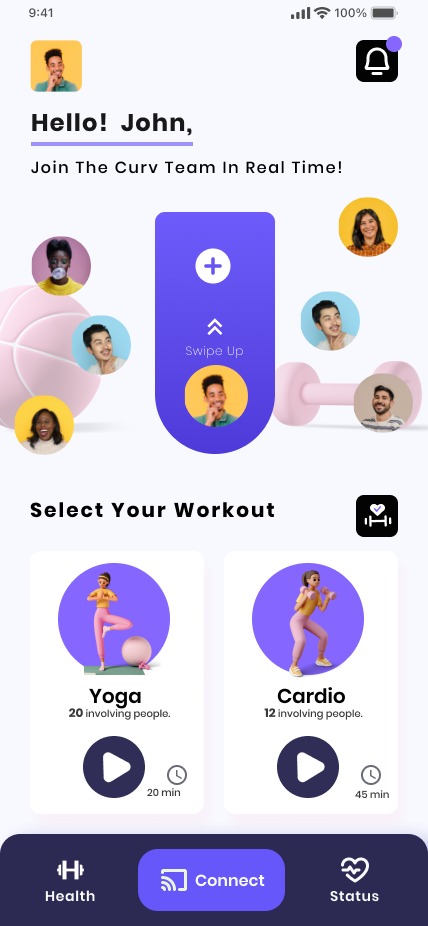 9:41
100%
Hello! John,
Join The Curv Team In Real Time!
Swipe Up
Select Your Workout
Yoga
20 involving people.
20 min
Cardio
12 involving people.
45 min
Health
Connect
Status